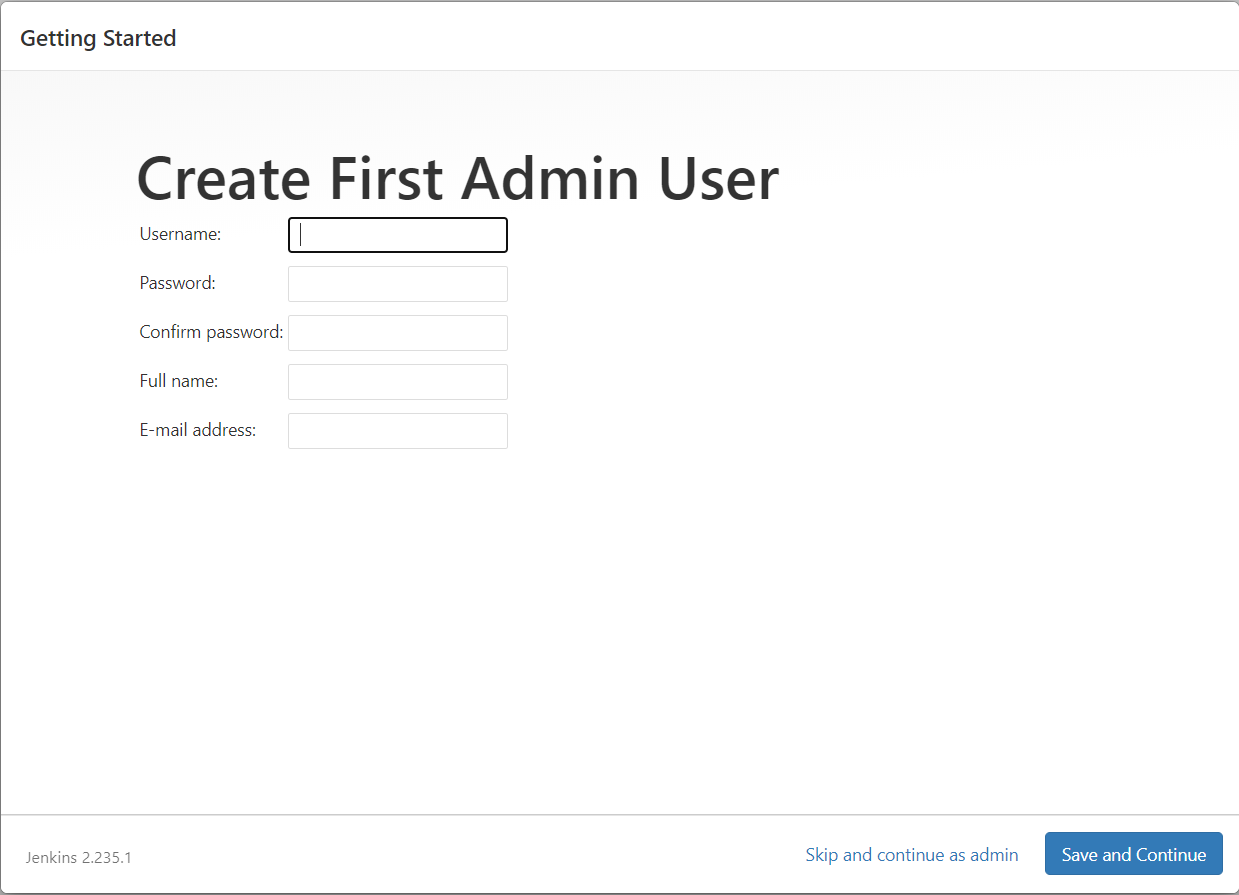 Getting Started
Create First Admin User
Username:
Password:
Confirm password:
Full name:
E-mail address:
Jenkins 2.235.1
Skip and continue as admin
Save and Continue